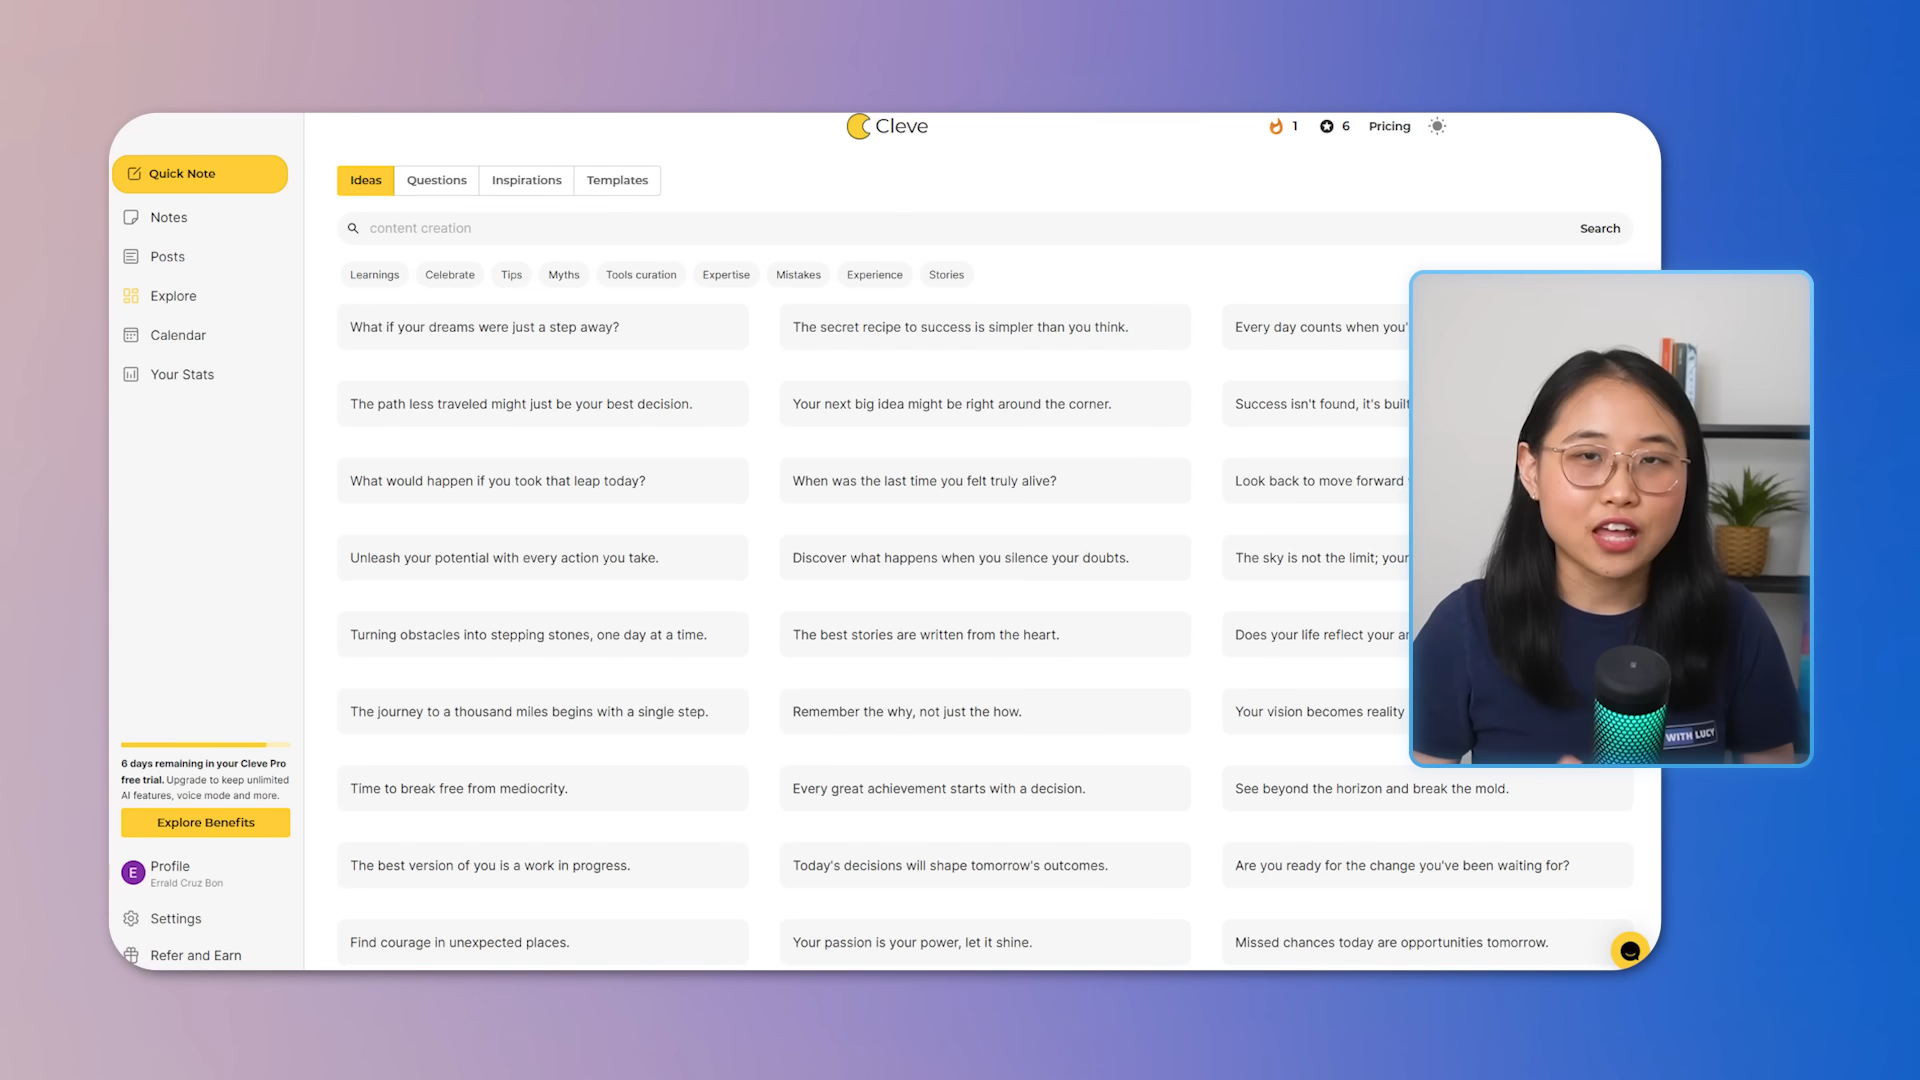 Cleve
1
6
Pricing
Quick Note
Notes
Posts
Explore
Calendar
Your Stats
6 days remaining in your Cleve Pro
free trial. Upgrade to keep unlimited
AI features, voice mode and more.
Explore Benefits
E
Profile
Errald Cruz Bon
Settings
Refer and Earn
Ideas
Questions
Inspirations
Templates
content creation
Search
Learnings
Celebrate
Tips
Myths
Tools curation
Expertise
Mistakes
Experience
Stories
What if your dreams were just a step away?
The secret recipe to success is simpler than you think.
Every day counts when you'
The path less traveled might just be your best decision.
Your next big idea might be right around the corner.
Success isn't found, it's built
What would happen if you took that leap today?
When was the last time you felt truly alive?
Look back to move forward
Unleash your potential with every action you take.
Discover what happens when you silence your doubts.
The sky is not the limit; your
Turning obstacles into stepping stones, one day at a time.
The best stories are written from the heart.
Does your life reflect your
The journey to a thousand miles begins with a single step.
Remember the why, not just the how.
Your vision becomes reality
Time to break free from mediocrity.
Every great achievement starts with a decision.
See beyond the horizon and break the mold.
The best version of you is a work in progress.
Today's decisions will shape tomorrow's outcomes.
Are you ready for the change you've been waiting for?
Find courage in unexpected places.
Your passion is your power, let it shine.
Missed chances today are opportunities tomorrow.
WITH LUCY